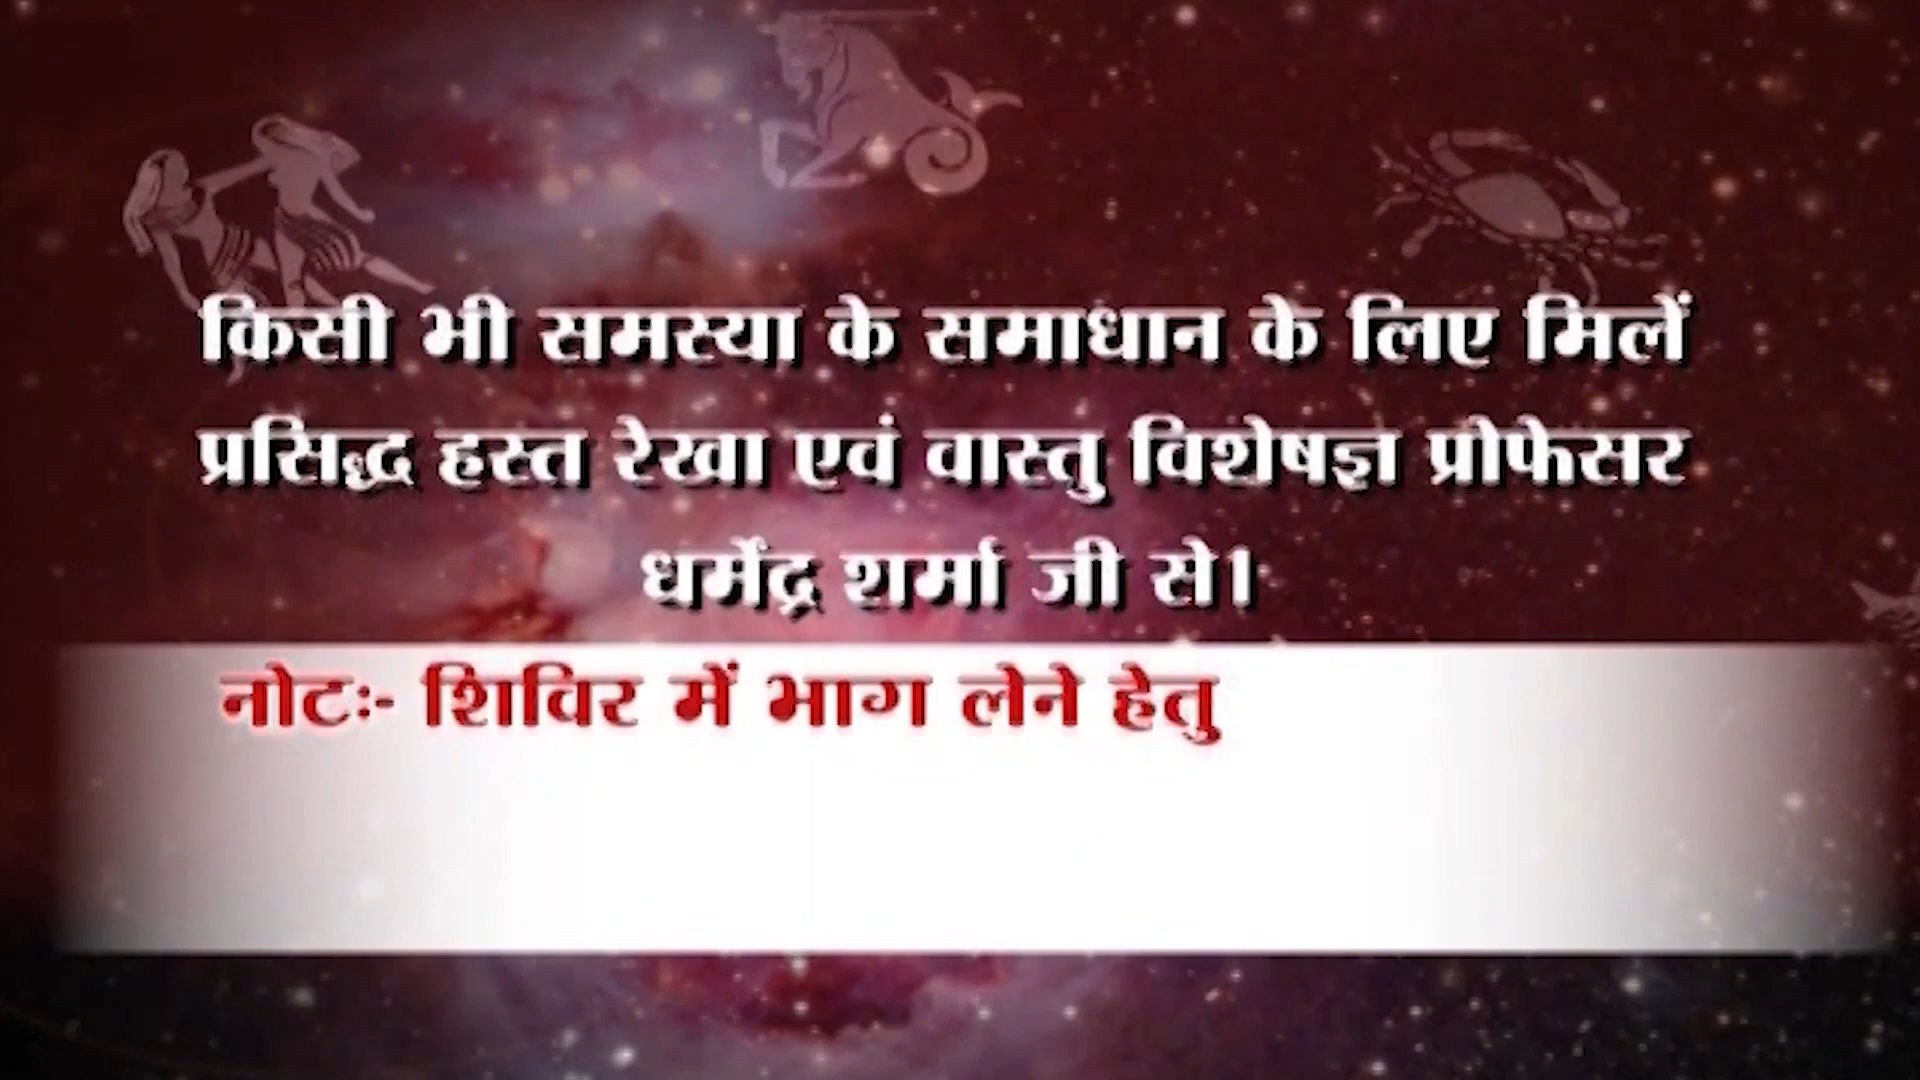 किसी भी समस्या के समाधान के लिए मिलें
प्रसिद्ध हस्त रेखा एवं वास्तु विशेषज्ञ प्रोफेसर
धर्मेंद्र शर्मा जी से।
नोटः- शिविर में भाग लेने हेतु